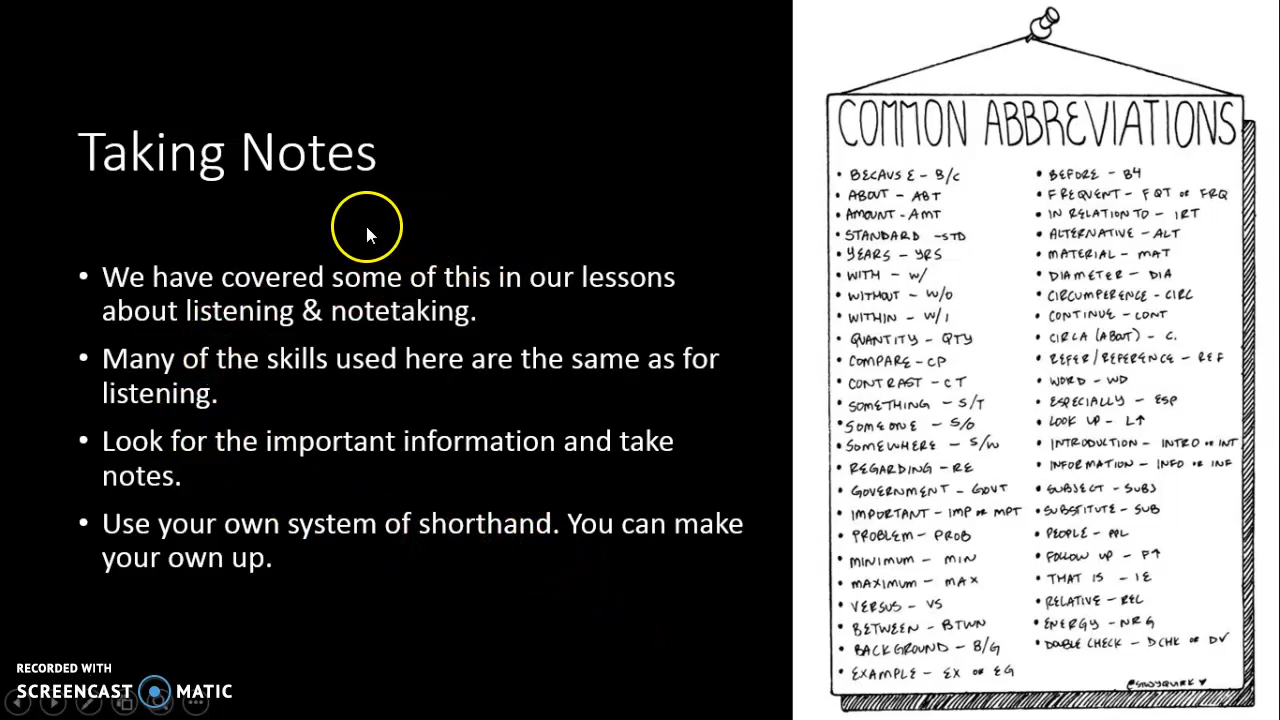 Taking Notes
• We have covered some of this in our lessons
about listening & notetaking.
• Many of the skills used here are the same as for
listening.
• Look for the important information and take
notes.
• Use your own system of shorthand. You can make
your own up.
RECORDED WITH
SCREENCAST MATIC
COMMON ABBREVIATIONS
• BECAUSE - B/C
• ABOUT - ABT
• AMOUNT - AMT
• STANDARD - STD
• YEARS - YRS
• WITH - W/
• WITHOUT - W/O
• WITHIN - W/I
• QUANTITY - QTY
• COMPARE - CP
• CONTRAST - CT
• SOMETHING - S/T
• SOMEONE - S/O
• SOMEWHERE - S/W
• REGARDING - RE
• GOVERNMENT - GOVT
• IMPORTANT - IMP OR MPT
• PROBLEM - PROB
• MINIMUM - MIN
• MAXIMUM - MAX
• VERSUS - VS
• BETWEEN - BTWN
• BACKGROUND - B/G
• EXAMPLE - EX OR EG
• BEFORE - B4
• FREQUENT - FQT OR FRQ
• IN RELATION TO - IRT
• ALTERNATIVE - ALT
• MATERIAL - MAT
• DIAMETER - DIA
• CIRCUMFERENCE - CIRC
• CONTINUE - CONT
• CIRCA (ABOUT) - C.
• REFER/REFERENCE - REF
• WORD - WD
• ESPECIALLY - ESP
• LOOK UP - L↑
• INTRODUCTION - INTRO OR INT
• INFORMATION - INFO OR INF
• SUBJECT - SUBJ
• SUBSTITUTE - SUB
• PEOPLE - PPL
• FOLLOW UP - F↑
• THAT IS - IE
• RELATIVE - REL
• ENERGY - NRG
• DOUBLE CHECK - DCHK OR D✓
@STUDYQUIRK